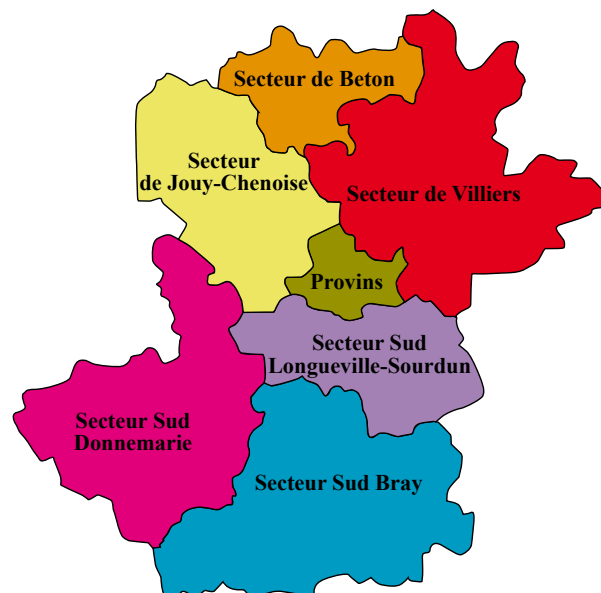 Secteur de Beton
Secteur
de Jouy-Chenoise
Secteur de Villiers
Provins
Secteur Sud
Longueville-Sourdun
Secteur Sud
Donnemarie
Secteur Sud Bray